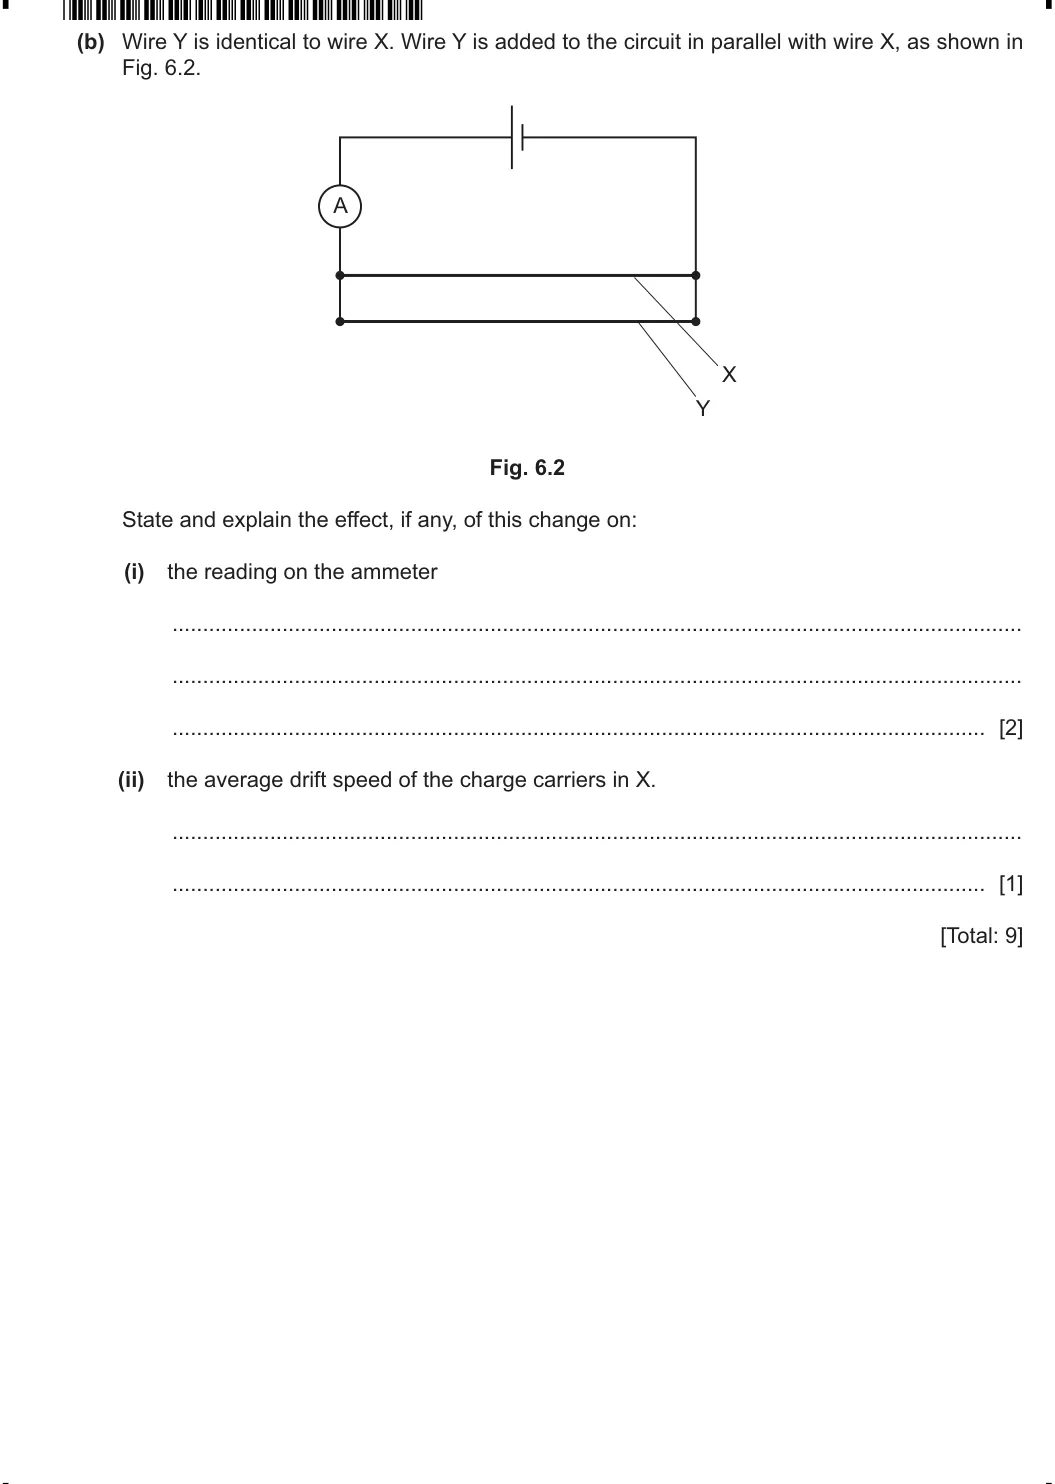 (b) Wire Y is identical to wire X. Wire Y is added to the circuit in parallel with wire X, as shown in
Fig. 6.2.
A
X
Y
Fig. 6.2
State and explain the effect, if any, of this change on:
(i) the reading on the ammeter
..........................................................................................................................................
..........................................................................................................................................
.................................................................................................................................... [2]
(ii) the average drift speed of the charge carriers in X.
..........................................................................................................................................
.................................................................................................................................... [1]
[Total: 9]